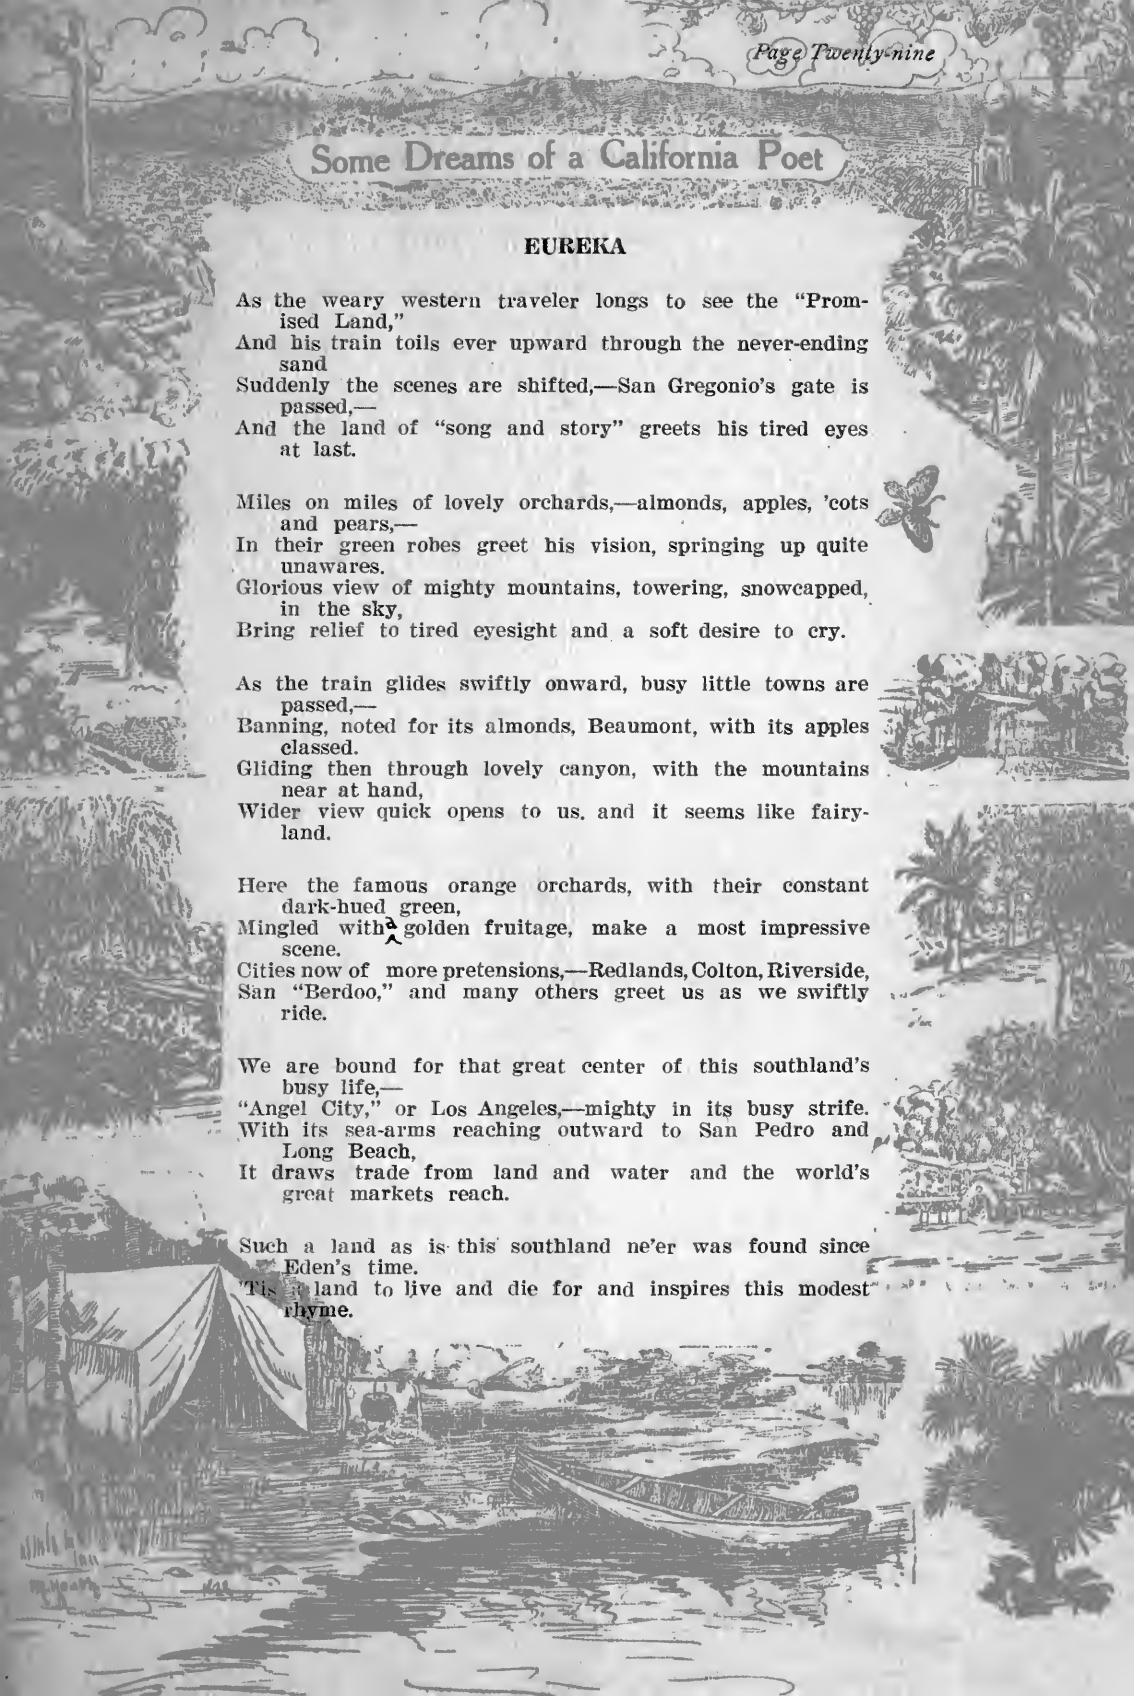 Page Twenty-nine
Some Dreams of a California Poet
EUREKA
As the weary western traveler longs to see the “Prom-
ised Land,”
And his train toils ever upward through the never-ending
sand
Suddenly the scenes are shifted,—San Gregonio’s gate is
passed,—
And the land of “song and story” greets his tired eyes
at last.
Miles on miles of lovely orchards,—almonds, apples, ’cots
and pears,—
In their green robes greet his vision, springing up quite
unawares.
Glorious view of mighty mountains, towering, snowcapped,
in the sky,
Bring relief to tired eyesight and a soft desire to cry.
As the train glides swiftly onward, busy little towns are
passed,—
Banning, noted for its almonds, Beaumont, with its apples
classed.
Gliding then through lovely canyon, with the mountains
near at hand,
Wider view quick opens to us. and it seems like fairy-
land.
Here the famous orange orchards, with their constant
dark-hued green,
Mingled with a golden fruitage, make a most impressive
scene.
Cities now of more pretensions,—Redlands, Colton, Riverside,
San “Berdoo,” and many others greet us as we swiftly
ride.
We are bound for that great center of this southland’s
busy life,—
“Angel City,” or Los Angeles,—mighty in its busy strife.
With its sea-arms reaching outward to San Pedro and
Long Beach,
It draws trade from land and water and the world’s
great markets reach.
Such a land as is this southland ne’er was found since
Eden’s time.
’Tis a land to live and die for and inspires this modest
rhyme.